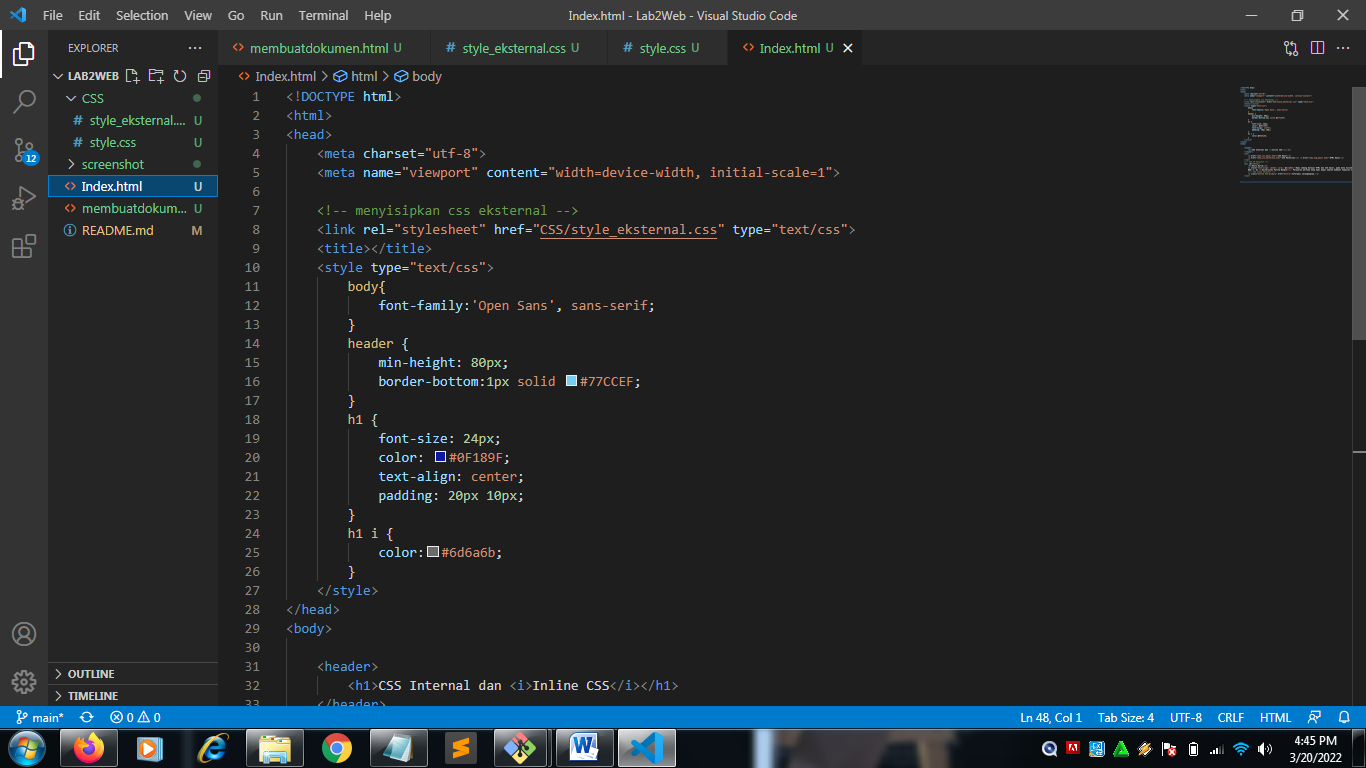 File Edit Selection View Go Run Terminal Help
Index.html - Lab2Web - Visual Studio Code
EXPLORER
LAB2WEB
CSS
# style_eksternal.... U
# style.css U
screenshot
<> Index.html U
<> membuatdokum... U
README.md M
OUTLINE
TIMELINE
12
<> membuatdokumen.html U
# style_eksternal.css U
# style.css U
<> Index.html U
<> Index.html > html > body
1 <!DOCTYPE html>
2 <html>
3 <head>
4 <meta charset="utf-8">
5 <meta name="viewport" content="width=device-width, initial-scale=1">
6
7 <!-- menyisipkan css eksternal -->
8 <link rel="stylesheet" href="CSS/style_eksternal.css" type="text/css">
9 <title></title>
10 <style type="text/css">
11 body{
12 font-family:'Open Sans', sans-serif;
13 }
14 header {
15 min-height: 80px;
16 border-bottom:1px solid #77CCEF;
17 }
18 h1 {
19 font-size: 24px;
20 color: #0F189F;
21 text-align: center;
22 padding: 20px 10px;
23 }
24 h1 i {
25 color:#6d6a6b;
26 }
27 </style>
28 </head>
29 <body>
30
31 <header>
32 <h1>CSS Internal dan <i>Inline CSS</i></h1>
33 </header>
main* 0 0
Ln 48, Col 1 Tab Size: 4 UTF-8 CRLF HTML
4:45 PM
3/20/2022